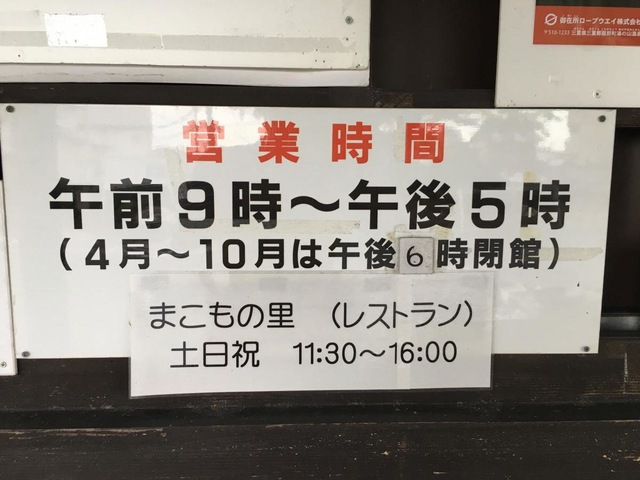 御在所ロープウエイ株式会
営業時間
午前9時～午後5時
(4月～10月は午後6時閉館)
まこもの里 (レストラン)
土日祝 11:30～16:00